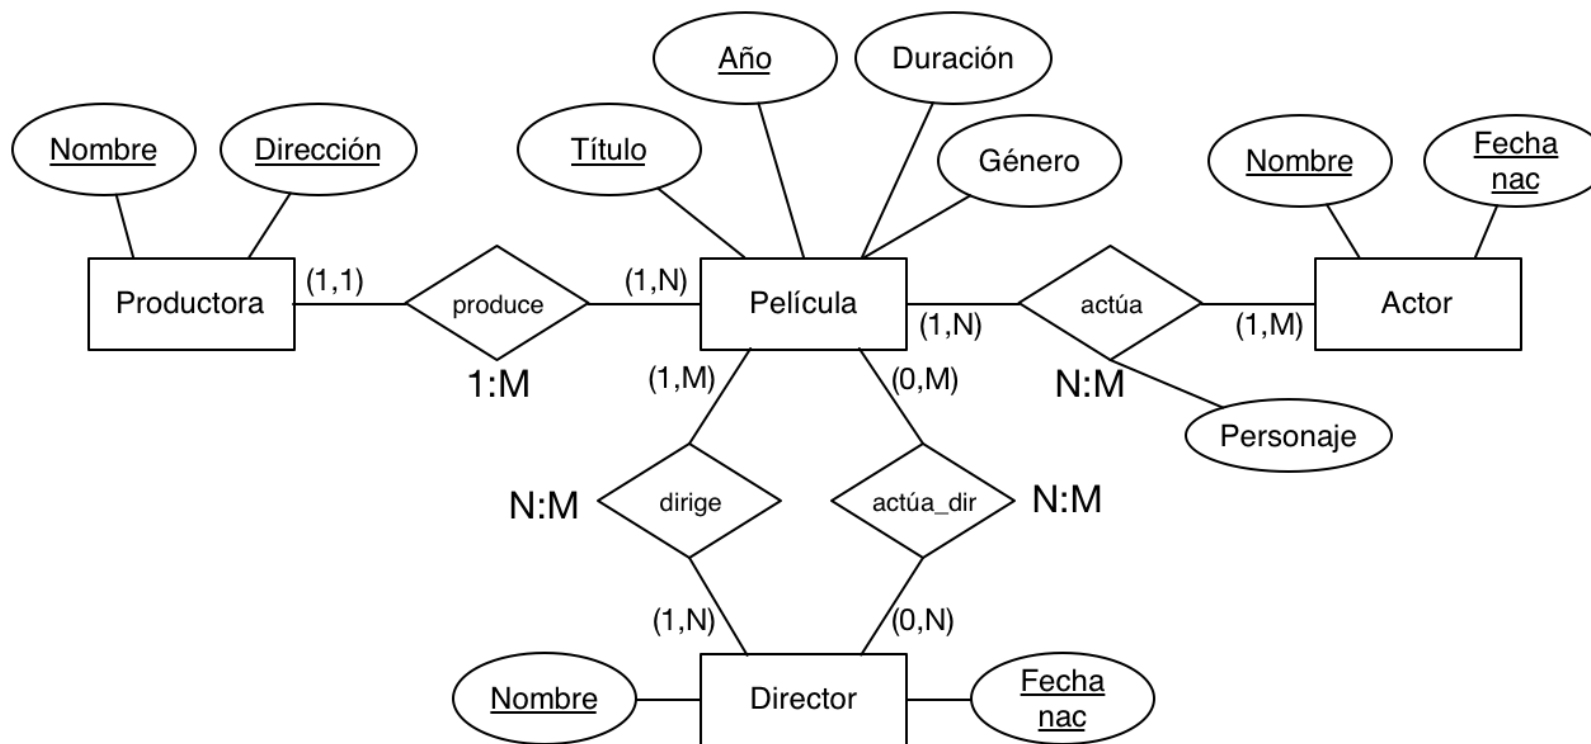 Año
Duración
Nombre
Dirección
Título
Género
Nombre
Fecha
nac
Productora
(1,1)
produce
(1,N)
1:M
Película
(1,N)
actúa
(1,M)
N:M
Actor
Personaje
(1,M)
(0,M)
N:M
dirige
actúa_dir
N:M
(1,N)
(0,N)
Nombre
Director
Fecha
nac